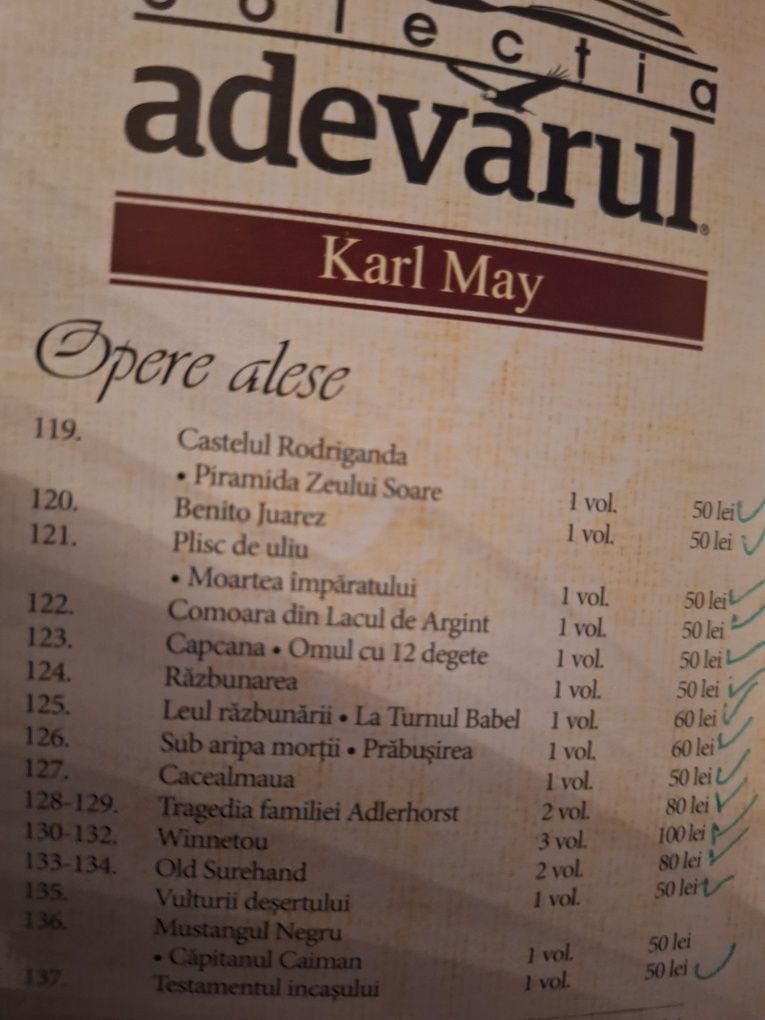 colectia
adevărul®
Karl May
Opere alese
119. Castelul Rodriganda
• Piramida Zeului Soare 1 vol. 50 lei
120. Benito Juarez 1 vol. 50 lei
121. Plisc de uliu
• Moartea împăratului 1 vol. 50 lei
122. Comoara din Lacul de Argint 1 vol. 50 lei
123. Capcana • Omul cu 12 degete 1 vol. 50 lei
124. Răzbunarea 1 vol. 50 lei
125. Leul răzbunării • La Turnul Babel 1 vol. 60 lei
126. Sub aripa morții • Prăbușirea 1 vol. 60 lei
127. Cacealmaua 1 vol. 50 lei
128-129. Tragedia familiei Adlerhorst 2 vol. 80 lei
130-132. Winnetou 3 vol. 100 lei
133-134. Old Surehand 2 vol. 80 lei
135. Vulturii deșertului 1 vol. 50 lei
136. Mustangul Negru
• Căpitanul Caiman 1 vol. 50 lei
137. Testamentul incașului 1 vol. 50 lei